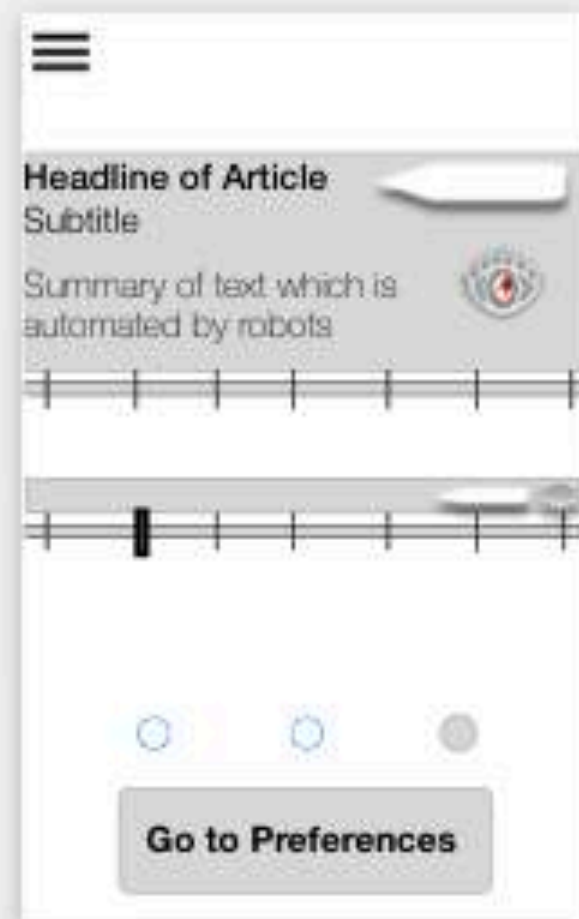 Headline of Article
Subtitle
Summary of text which is
automated by robots
Go to Preferences